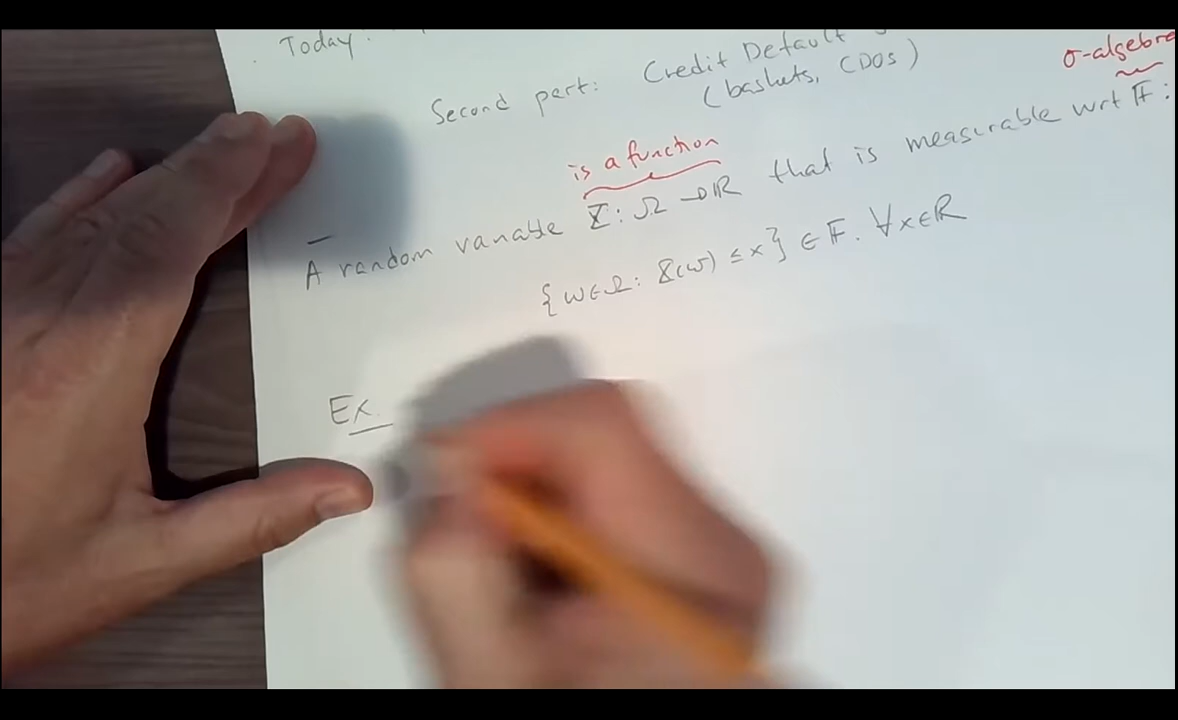 Today:
Second part: Credit Default
(baskets, CDOs)
σ-algebra
is a function
A random variable X: Ω → ℝ that is measurable wrt 𝔽:
{ω∈Ω: X(ω) ≤ x} ∈ 𝔽. ∀x∈ℝ
Ex.